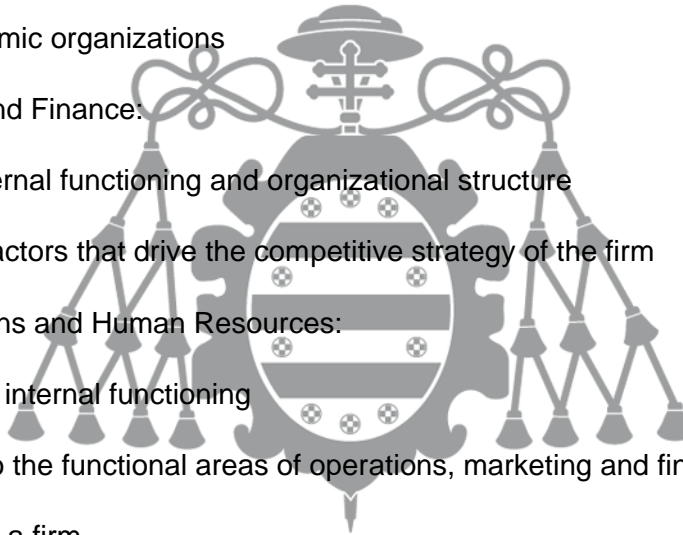 mic organizations
nd Finance:
ernal functioning and organizational structure
actors that drive the competitive strategy of the firm
ns and Human Resources:
internal functioning
o the functional areas of operations, marketing and fin
a firm